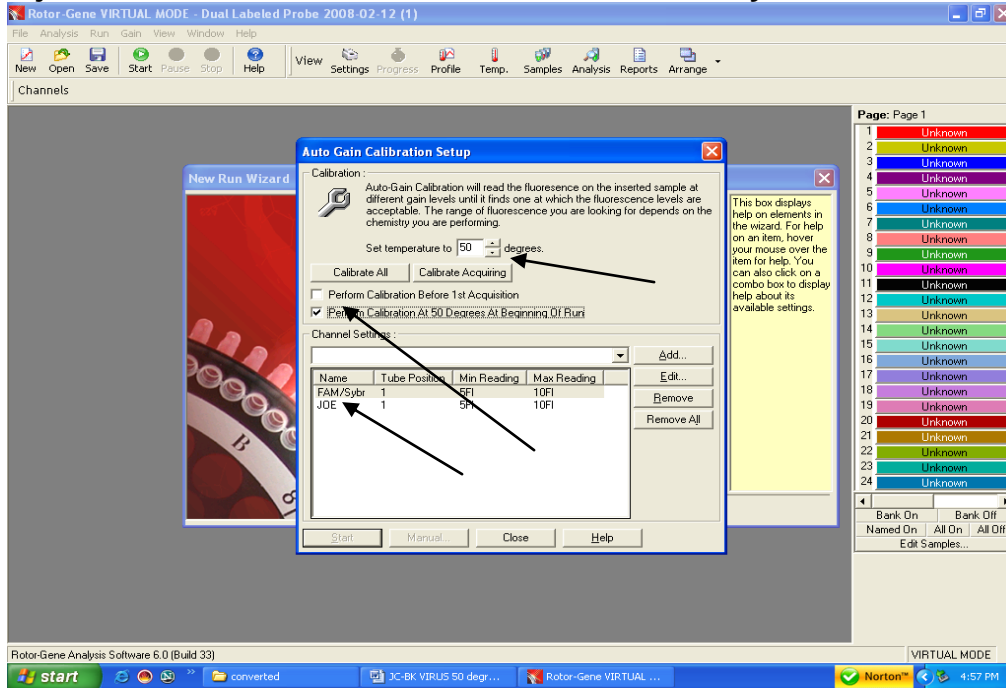 Rotor-Gene VIRTUAL MODE - Dual Labeled Probe 2008-02-12 (1)
File Analysis Run Gain View Window Help
New Open Save Start Pause Stop Help View Settings Progress Profile Temp. Samples Analysis Reports Arrange
Channels
Page: Page 1
1 Unknown
2 Unknown
3 Unknown
4 Unknown
5 Unknown
6 Unknown
7 Unknown
8 Unknown
9 Unknown
10 Unknown
11 Unknown
12 Unknown
13 Unknown
14 Unknown
15 Unknown
16 Unknown
17 Unknown
18 Unknown
19 Unknown
20 Unknown
21 Unknown
22 Unknown
23 Unknown
24 Unknown
Bank On Bank Off
Named On All On All Off
Edit Samples...
New Run Wizard
This box displays
help on elements in
the wizard. For help
on an item, hover
your mouse over the
item for help. You
can also click on a
combo box to display
help about its
available settings.
Auto Gain Calibration Setup
Calibration :
Auto-Gain Calibration will read the fluoresence on the inserted sample at
different gain levels until it finds one at which the fluorescence levels are
acceptable. The range of fluorescence you are looking for depends on the
chemistry you are performing.
Set temperature to 50 degrees.
Calibrate All Calibrate Acquiring
Perform Calibration Before 1st Acquisition
Perform Calibration At 50 Degrees At Beginning Of Run
Channel Settings :
Add...
Name Tube Position Min Reading Max Reading
FAM/Sybr 1 5Fl 10Fl
JOE 1 5Fl 10Fl
Edit...
Remove
Remove All
Start Manual... Close Help
Rotor-Gene Analysis Software 6.0 (Build 33)
VIRTUAL MODE
start converted JC-BK VIRUS 50 degr... Rotor-Gene VIRTUAL ... Norton™ 4:57 PM